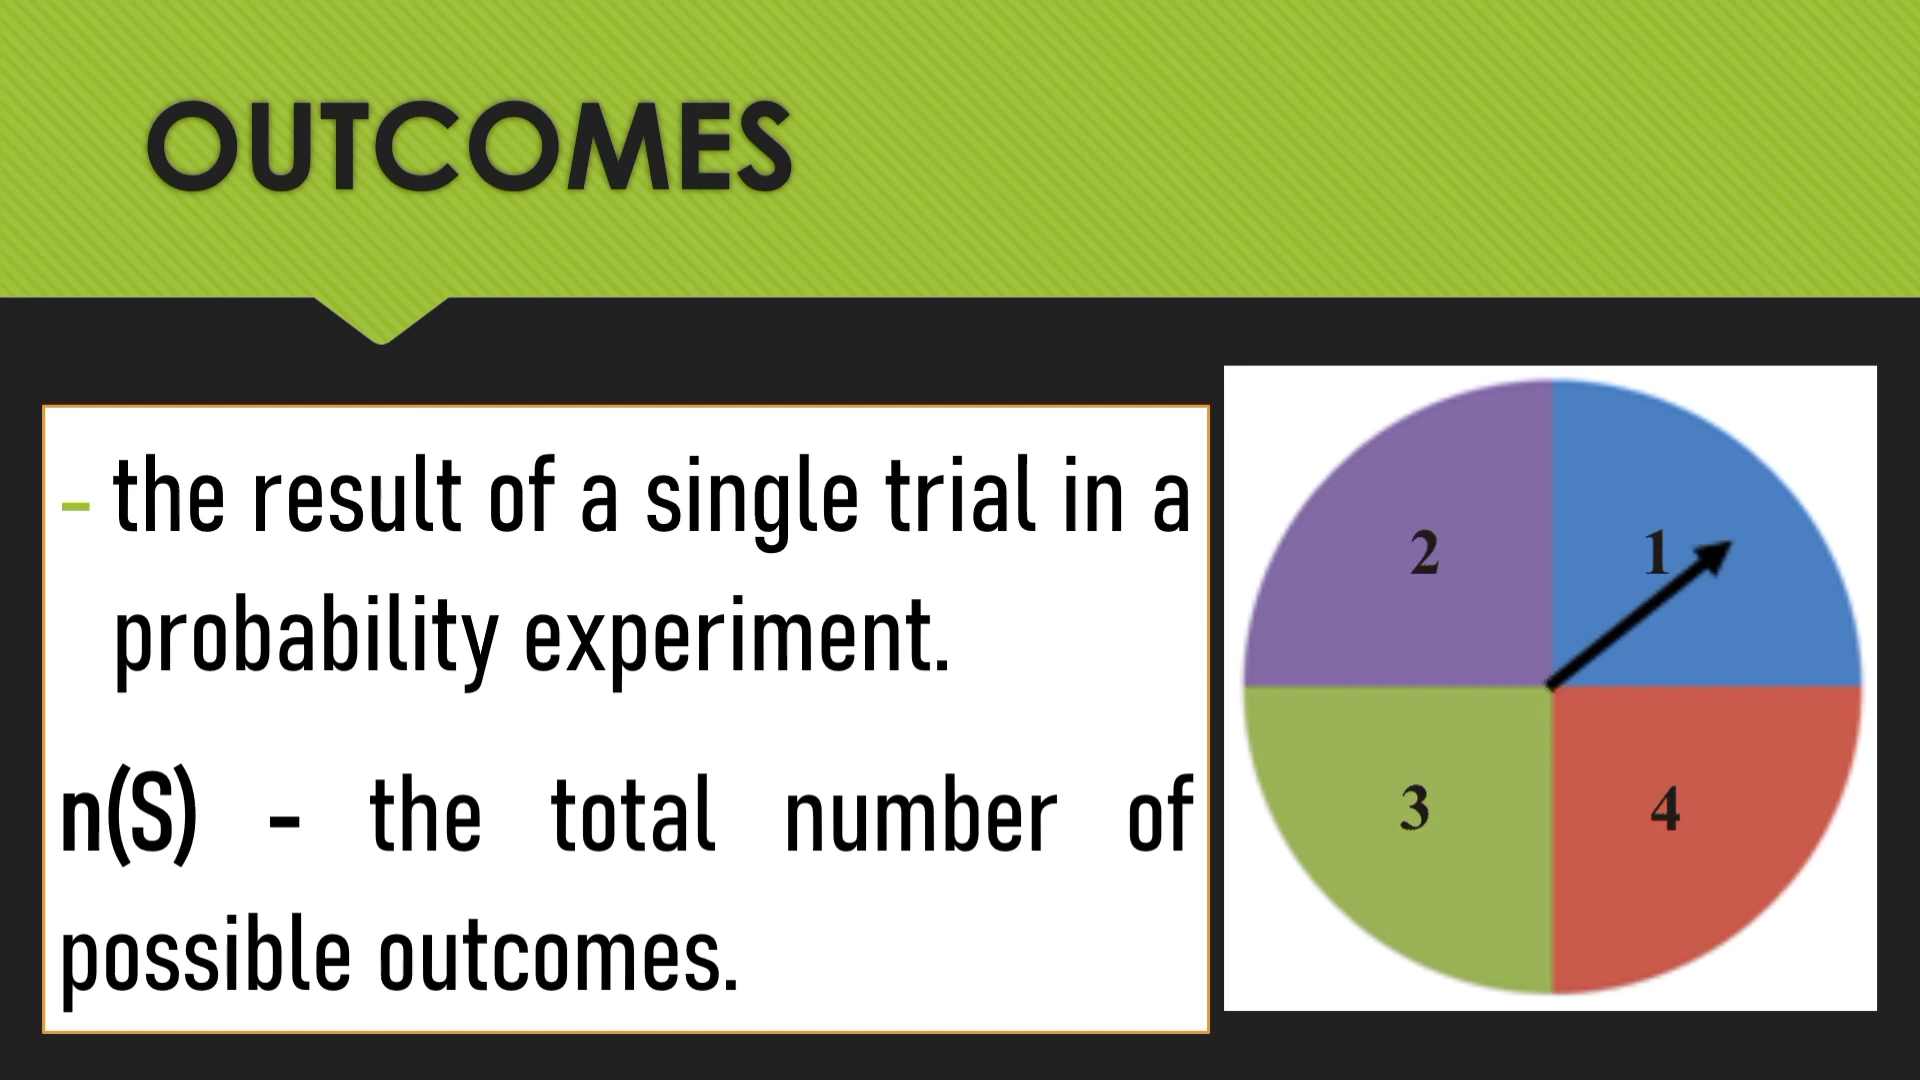 OUTCOMES
- the result of a single trial in a
probability experiment.
n(S) - the total number of
possible outcomes.
2
1
3
4